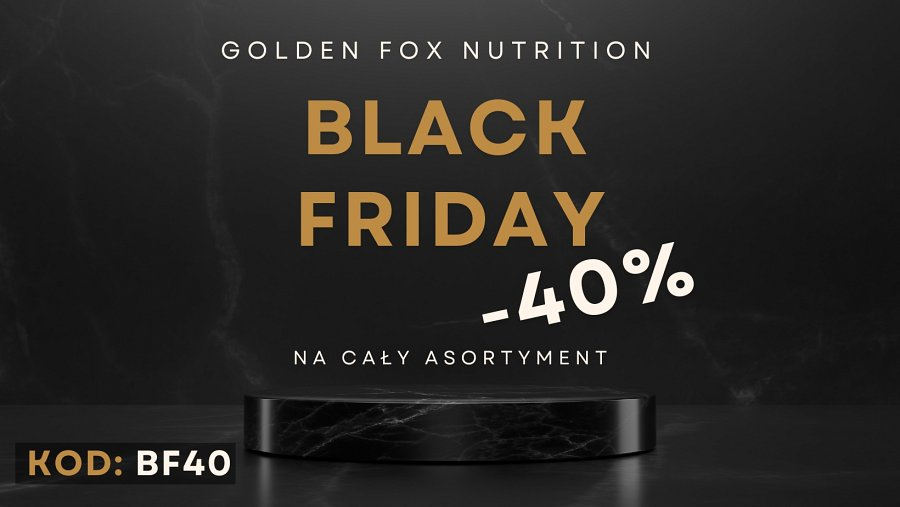 GOLDEN FOX NUTRITION
BLACK
FRIDAY
-40%
NA CAŁY ASORTYMENT
KOD: BF40